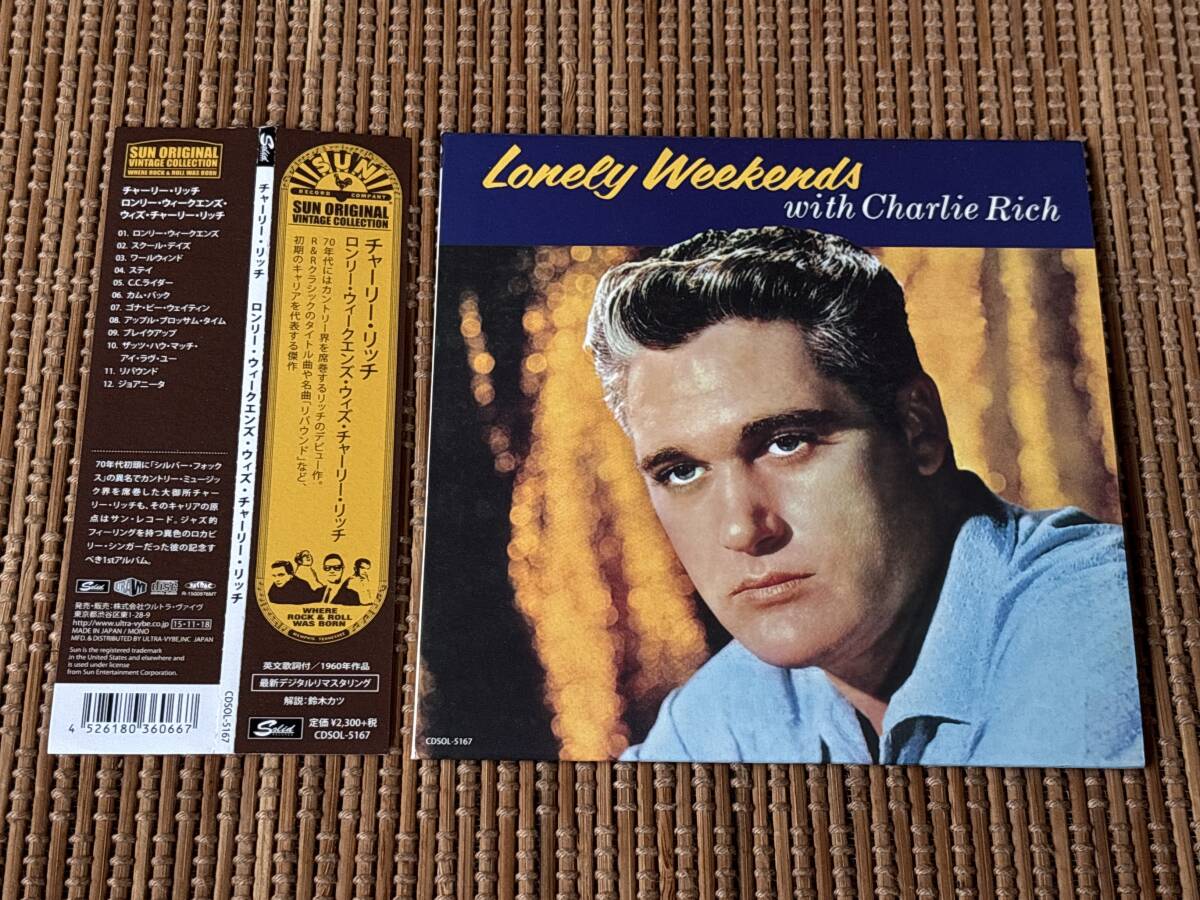 SUN ORIGINAL
VINTAGE COLLECTION
WHERE ROCK & ROLL WAS BORN
チャーリー・リッチ
ロンリー・ウィークエンズ・
ウィズ・チャーリー・リッチ
01. ロンリー・ウィークエンズ
02. スクール・デイズ
03. ワールウィンド
04. ステイ
05. C.C.ライダー
06. カム・バック
07. ゴナ・ビー・ウェイティン
08. アップル・ブロッサム・タイム
09. ブレイクアップ
10. ザッツ・ハウ・マッチ・
アイ・ラヴ・ユー
11. リバウンド
12. ジョアニータ
70年代初頭に「シルバー・フォック
ス」の異名でカントリー・ミュージッ
ク界を席巻した大御所チャー
リー・リッチも、そのキャリアの原
点はサン・レコード。ジャズ的
フィーリングを持つ異色のロカビ
リー・シンガーだった彼の記念す
べき1stアルバム。
Solid
R-1500976MT
発売・販売：株式会社ウルトラ・ヴァイヴ
東京都渋谷区東1-28-9
http://www.ultra-vybe.co.jp 15・11・18
MADE IN JAPAN / MONO
MFD. & DISTRIBUTED BY ULTRA-VYBE,INC JAPAN
Sun is the registered trademark
in the United States and elsewhere and
is used under license
from Sun Entertainment Corporation.
4 526180 360667
Solid
チャーリー・リッチ ロンリー・ウィークエンズ・ウィズ・チャーリー・リッチ
CDSOL-5167
SUN
RECORD COMPANY
SUN ORIGINAL
VINTAGE COLLECTION
チャーリー・リッチ
ロンリー・ウィークエンズ・ウィズ・チャーリー・リッチ
70年代にはカントリー界を席巻するリッチのデビュー作。
R&Rクラシックのタイトル曲や名曲「リバウンド」など、
初期のキャリアを代表する傑作
WHERE
ROCK & ROLL
WAS BORN
MEMPHIS, TENNESSEE
英文歌詞付／1960年作品
最新デジタルリマスタリング
解説：鈴木カツ
Solid
RECORDS
定価 ¥2,300+税
CDSOL-5167
Lonely Weekends
with Charlie Rich
CDSOL-5167